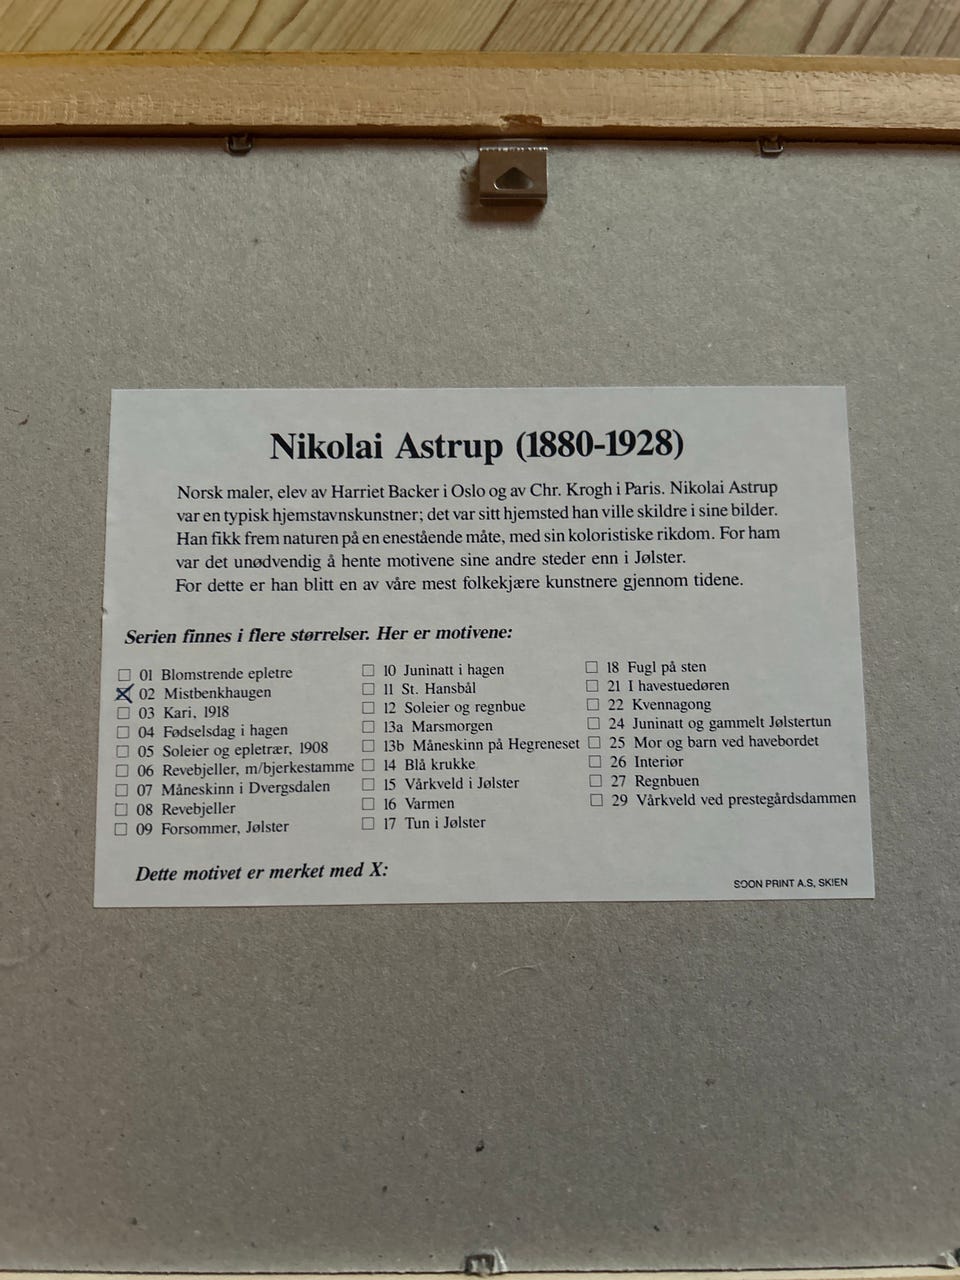 Nikolai Astrup (1880-1928)
Norsk maler, elev av Harriet Backer i Oslo og av Chr. Krogh i Paris. Nikolai Astrup
var en typisk hjemstavnskunstner; det var sitt hjemsted han ville skildre i sine bilder.
Han fikk frem naturen på en enestående måte, med sin koloristiske rikdom. For ham
var det unødvendig å hente motivene sine andre steder enn i Jølster.
For dette er han blitt en av våre mest folkekjære kunstnere gjennom tidene.
Serien finnes i flere størrelser. Her er motivene:
☐ 01 Blomstrende epletre
☒ 02 Mistbenkhaugen
☐ 03 Kari, 1918
☐ 04 Fødselsdag i hagen
☐ 05 Soleier og epletrær, 1908
☐ 06 Revebjeller, m/bjerkestamme
☐ 07 Måneskinn i Dvergsdalen
☐ 08 Revebjeller
☐ 09 Forsommer, Jølster
☐ 10 Juninatt i hagen
☐ 11 St. Hansbål
☐ 12 Soleier og regnbue
☐ 13a Marsmorgen
☐ 13b Måneskinn på Hegreneset
☐ 14 Blå krukke
☐ 15 Vårkveld i Jølster
☐ 16 Varmen
☐ 17 Tun i Jølster
☐ 18 Fugl på sten
☐ 21 I havestuedøren
☐ 22 Kvennagong
☐ 24 Juninatt og gammelt Jølstertun
☐ 25 Mor og barn ved havebordet
☐ 26 Interiør
☐ 27 Regnbuen
☐ 29 Vårkveld ved prestegårdsdammen
Dette motivet er merket med X:
SOON PRINT A.S, SKIEN